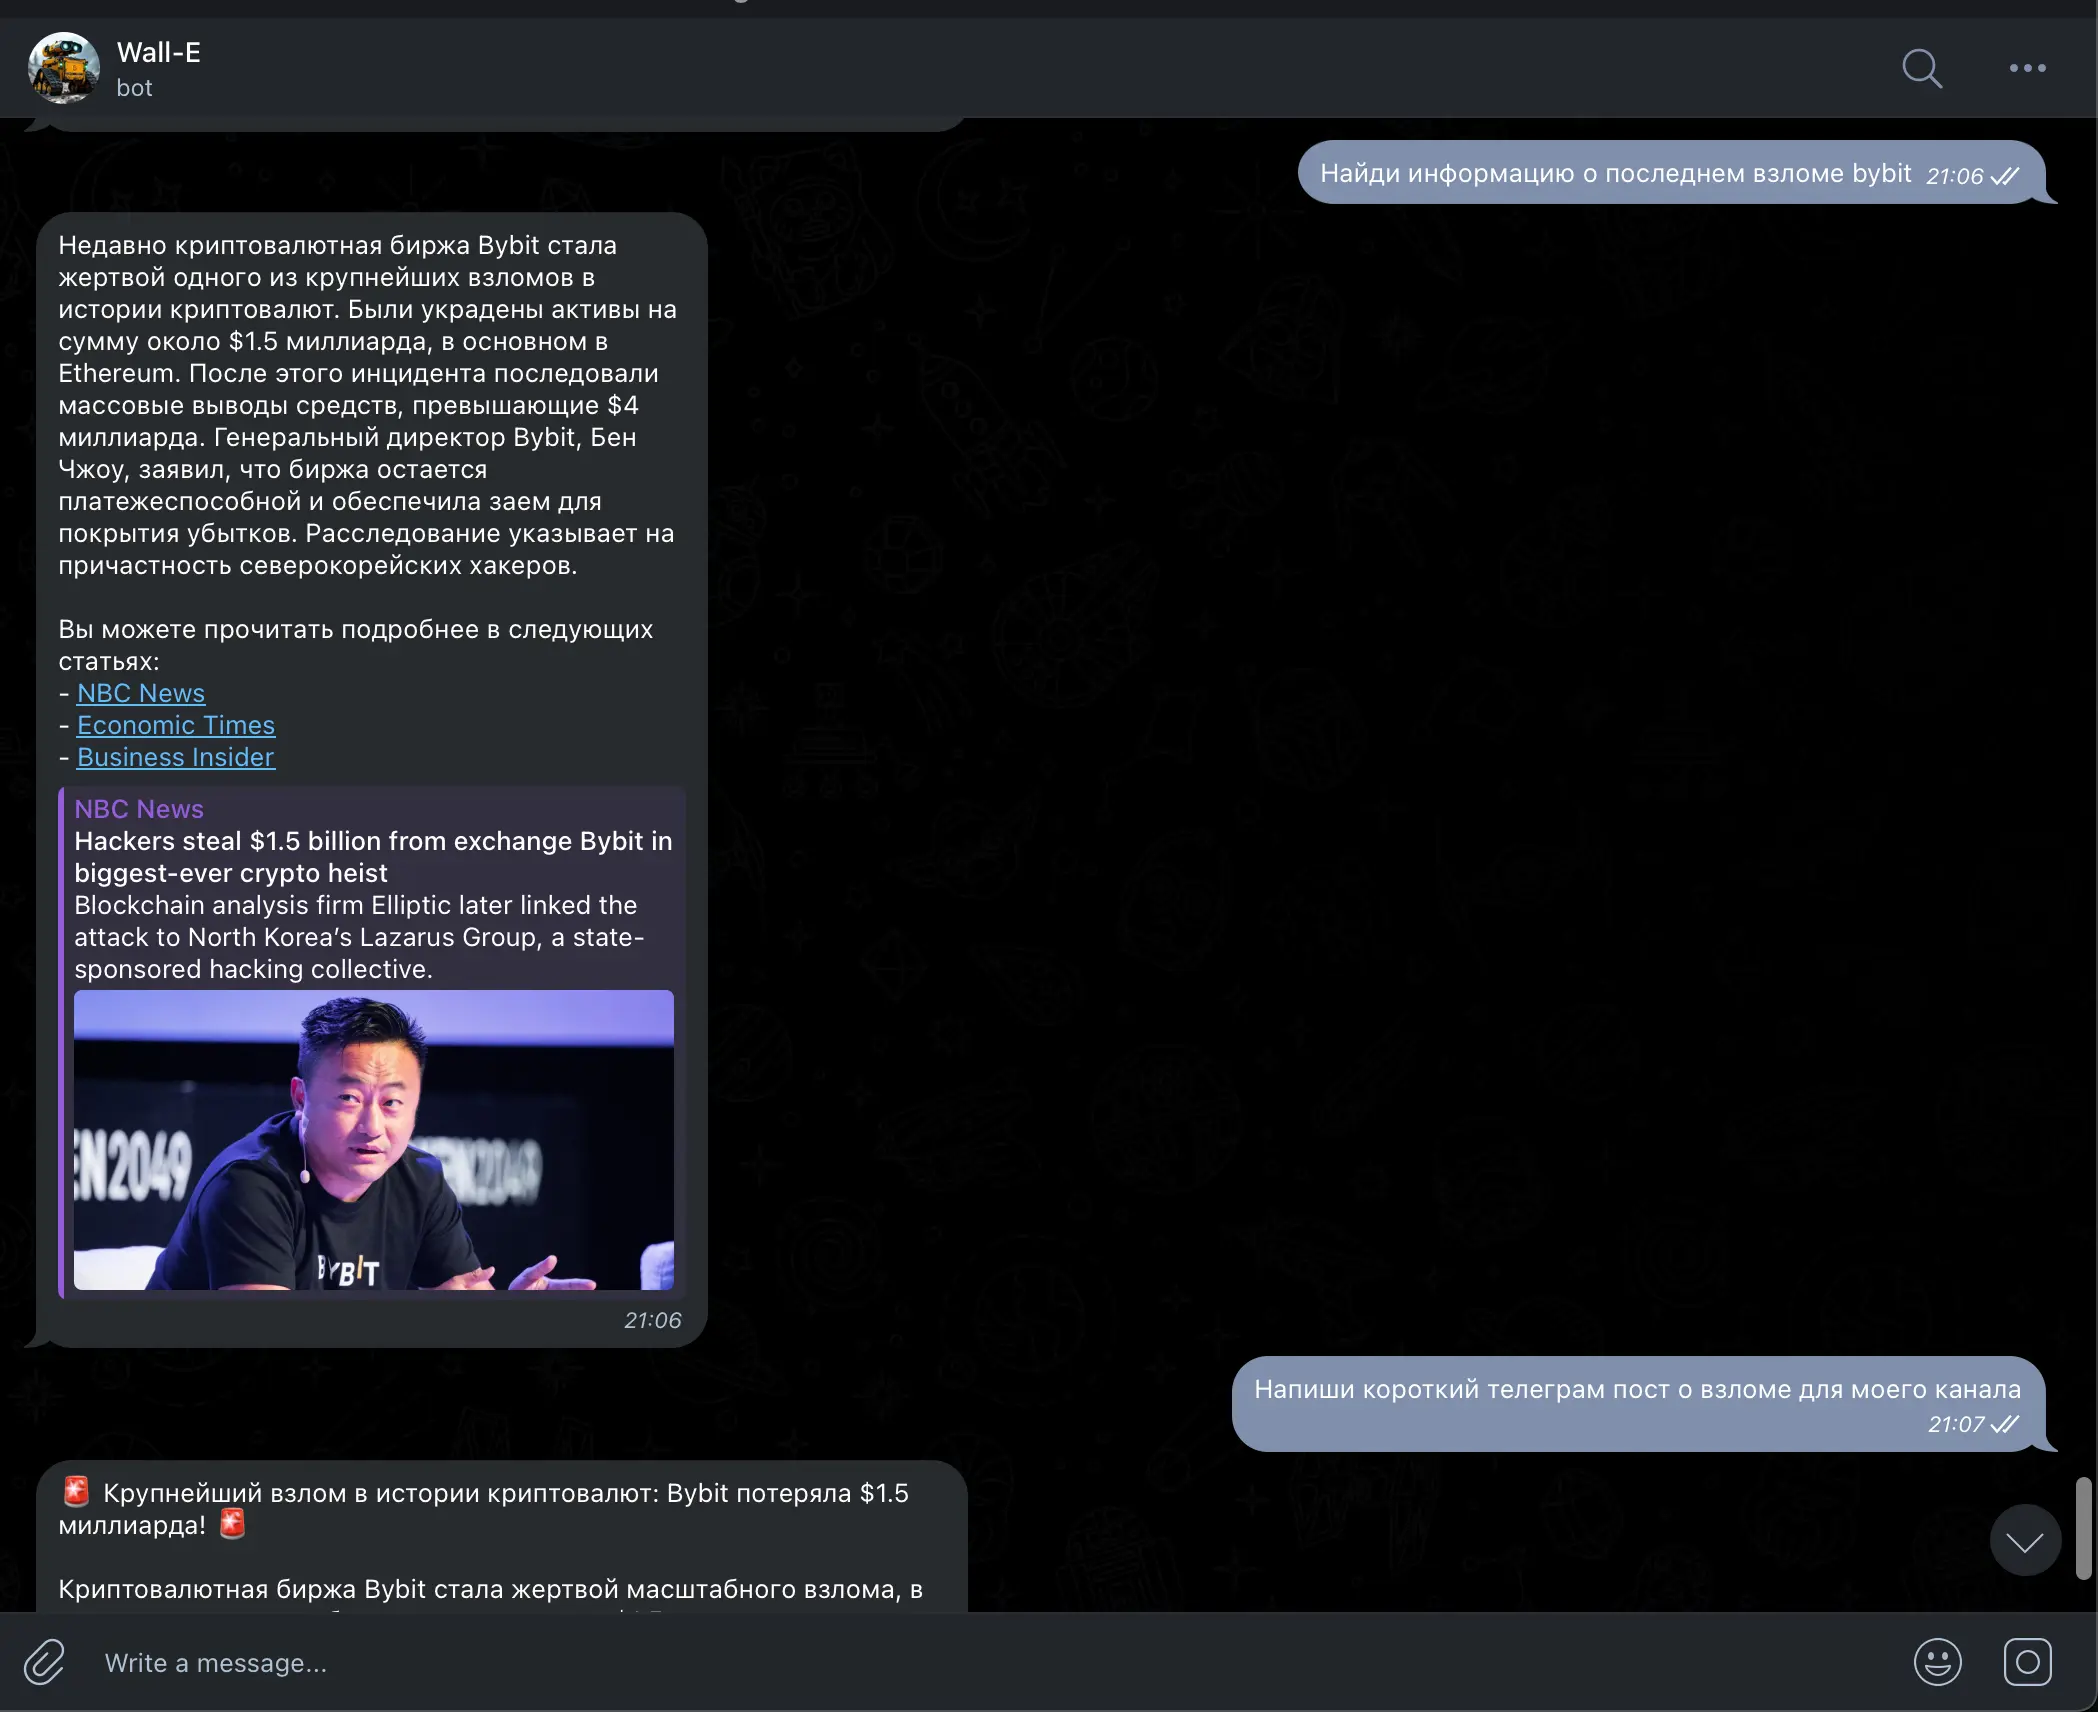 Wall-E
bot
Найди информацию о последнем взломе bybit 21:06
Недавно криптовалютная биржа Bybit стала
жертвой одного из крупнейших взломов в
истории криптовалют. Были украдены активы на
сумму около $1.5 миллиарда, в основном в
Ethereum. После этого инцидента последовали
массовые выводы средств, превышающие $4
миллиарда. Генеральный директор Bybit, Бен
Чжоу, заявил, что биржа остается
платежеспособной и обеспечила заем для
покрытия убытков. Расследование указывает на
причастность северокорейских хакеров.
Вы можете прочитать подробнее в следующих
статьях:
- NBC News
- Economic Times
- Business Insider
NBC News
Hackers steal $1.5 billion from exchange Bybit in
biggest-ever crypto heist
Blockchain analysis firm Elliptic later linked the
attack to North Korea’s Lazarus Group, a state-
sponsored hacking collective.
EN2049
EN2049
BYBIT
21:06
Напиши короткий телеграм пост о взломе для моего канала
21:07
🚨 Крупнейший взлом в истории криптовалют: Bybit потеряла $1.5
миллиарда! 🚨
Криптовалютная биржа Bybit стала жертвой масштабного взлома, в
Write a message...